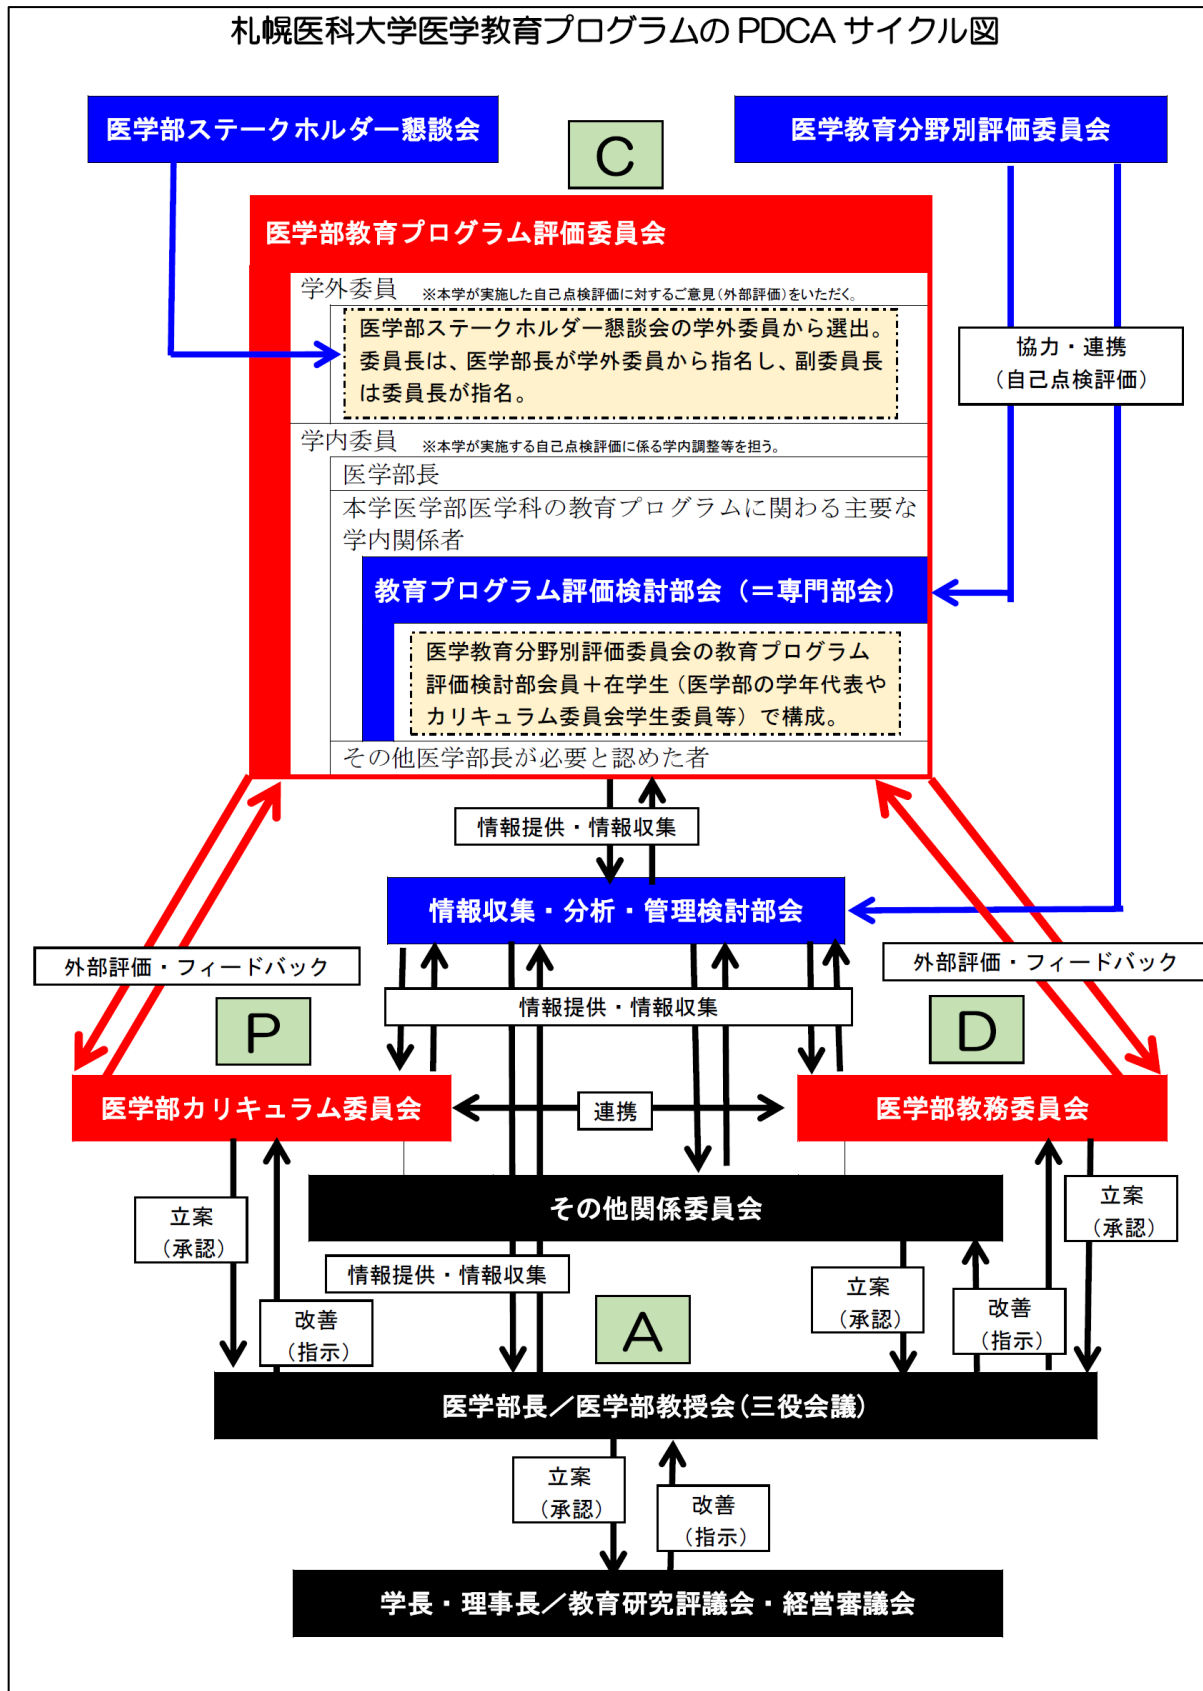 札幌医科大学医学教育プログラムの PDCA サイクル図
医学部ステークホルダー懇談会
医学教育分野別評価委員会
C
医学部教育プログラム評価委員会
学外委員 ※本学が実施した自己点検評価に対するご意見(外部評価)をいただく。
医学部ステークホルダー懇談会の学外委員から選出。
委員長は、医学部長が学外委員から指名し、副委員長
は委員長が指名。
協力・連携
(自己点検評価)
学内委員 ※本学が実施する自己点検評価に係る学内調整等を担う。
医学部長
本学医学部医学科の教育プログラムに関わる主要な
学内関係者
教育プログラム評価検討部会(=専門部会)
医学教育分野別評価委員会の教育プログラム
評価検討部会員+在学生(医学部の学年代表や
カリキュラム委員会学生委員等)で構成。
その他医学部長が必要と認めた者
情報提供・情報収集
情報収集・分析・管理検討部会
外部評価・フィードバック
外部評価・フィードバック
情報提供・情報収集
P
D
医学部カリキュラム委員会
連携
医学部教務委員会
その他関係委員会
立案
(承認)
立案
(承認)
情報提供・情報収集
立案
(承認)
改善
(指示)
改善
(指示)
A
医学部長/医学部教授会(三役会議)
立案
(承認)
改善
(指示)
学長・理事長/教育研究評議会・経営審議会